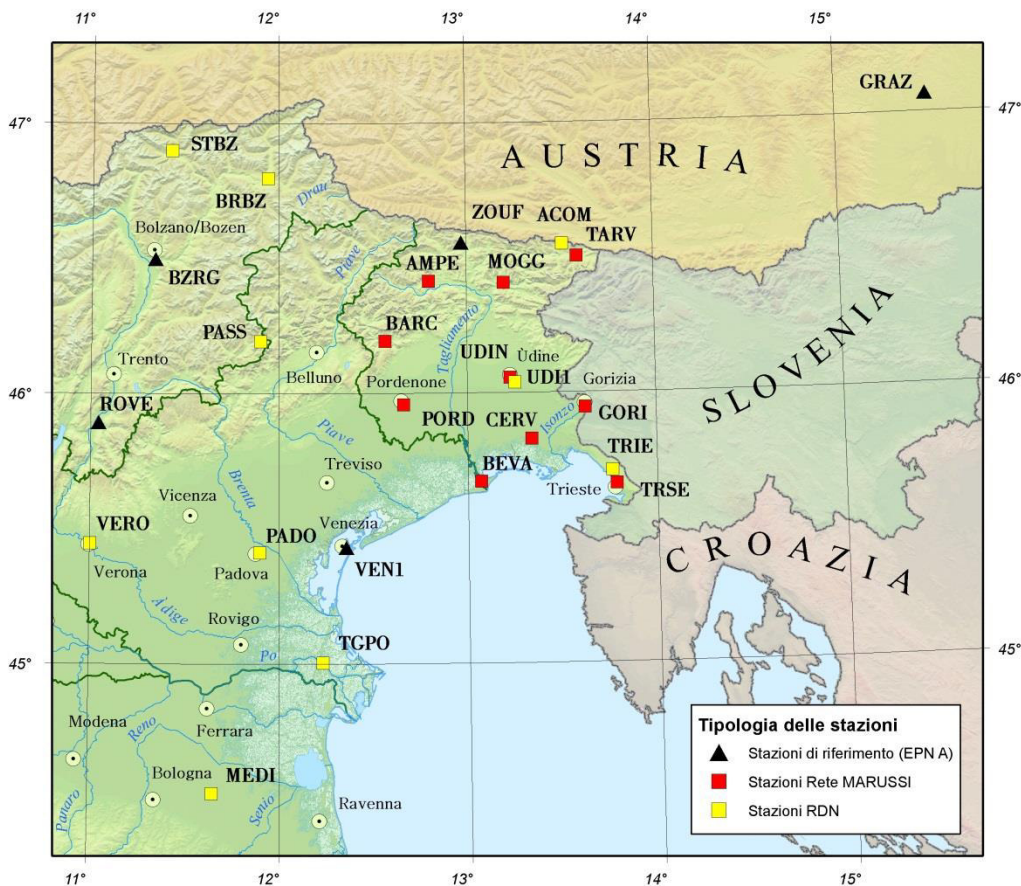 11° 12° 13° 14° 15°
GRAZ
47° 47°
STBZ
AUSTRIA
BRBZ
Drau
ZOUF ACOM
Bolzano/Bozen
TARV
BZRG
Piave
AMPE MOGG
SLOVENIA
BARC
PASS
Tagliamento
UDIN Ùdine
Trento
Belluno
UDI1
Pordenone
Gorizia
46° 46°
ROVE
PORD CERV
Isonzo
GORI
Piave
TRIE
BEVA
Treviso
Brenta
Trieste
TRSE
Vicenza
VERO
PADO
Venezia
CROAZIA
VEN1
Verona
Padova
Adige
Rovigo
TGPO
45° 45°
Po
Modena
Reno
Ferrara
Tipologia delle stazioni
Stazioni di riferimento (EPN A)
Stazioni Rete MARUSSI
Stazioni RDN
Bologna
MEDI
Panaro
Senio
Ravenna
11° 12° 13° 14° 15°